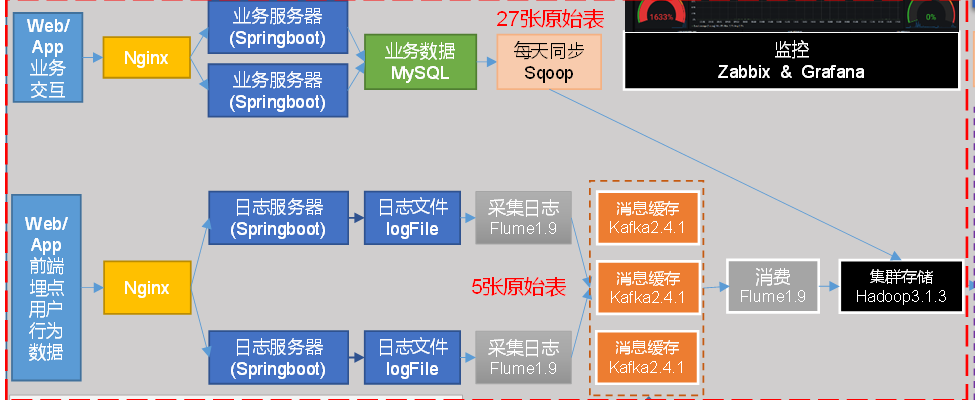 Web/
App
业务
交互
Nginx
业务服务器
(Springboot)
业务服务器
(Springboot)
业务数据
MySQL
27张原始表
每天同步
Sqoop
1633%
0%
监控
Zabbix & Grafana
Web/
App
前端
埋点
用户
行为
数据
Nginx
日志服务器
(Springboot)
日志文件
logFile
采集日志
Flume1.9
日志服务器
(Springboot)
日志文件
logFile
采集日志
Flume1.9
5张原始表
消息缓存
Kafka2.4.1
消息缓存
Kafka2.4.1
消息缓存
Kafka2.4.1
消费
Flume1.9
集群存储
Hadoop3.1.3